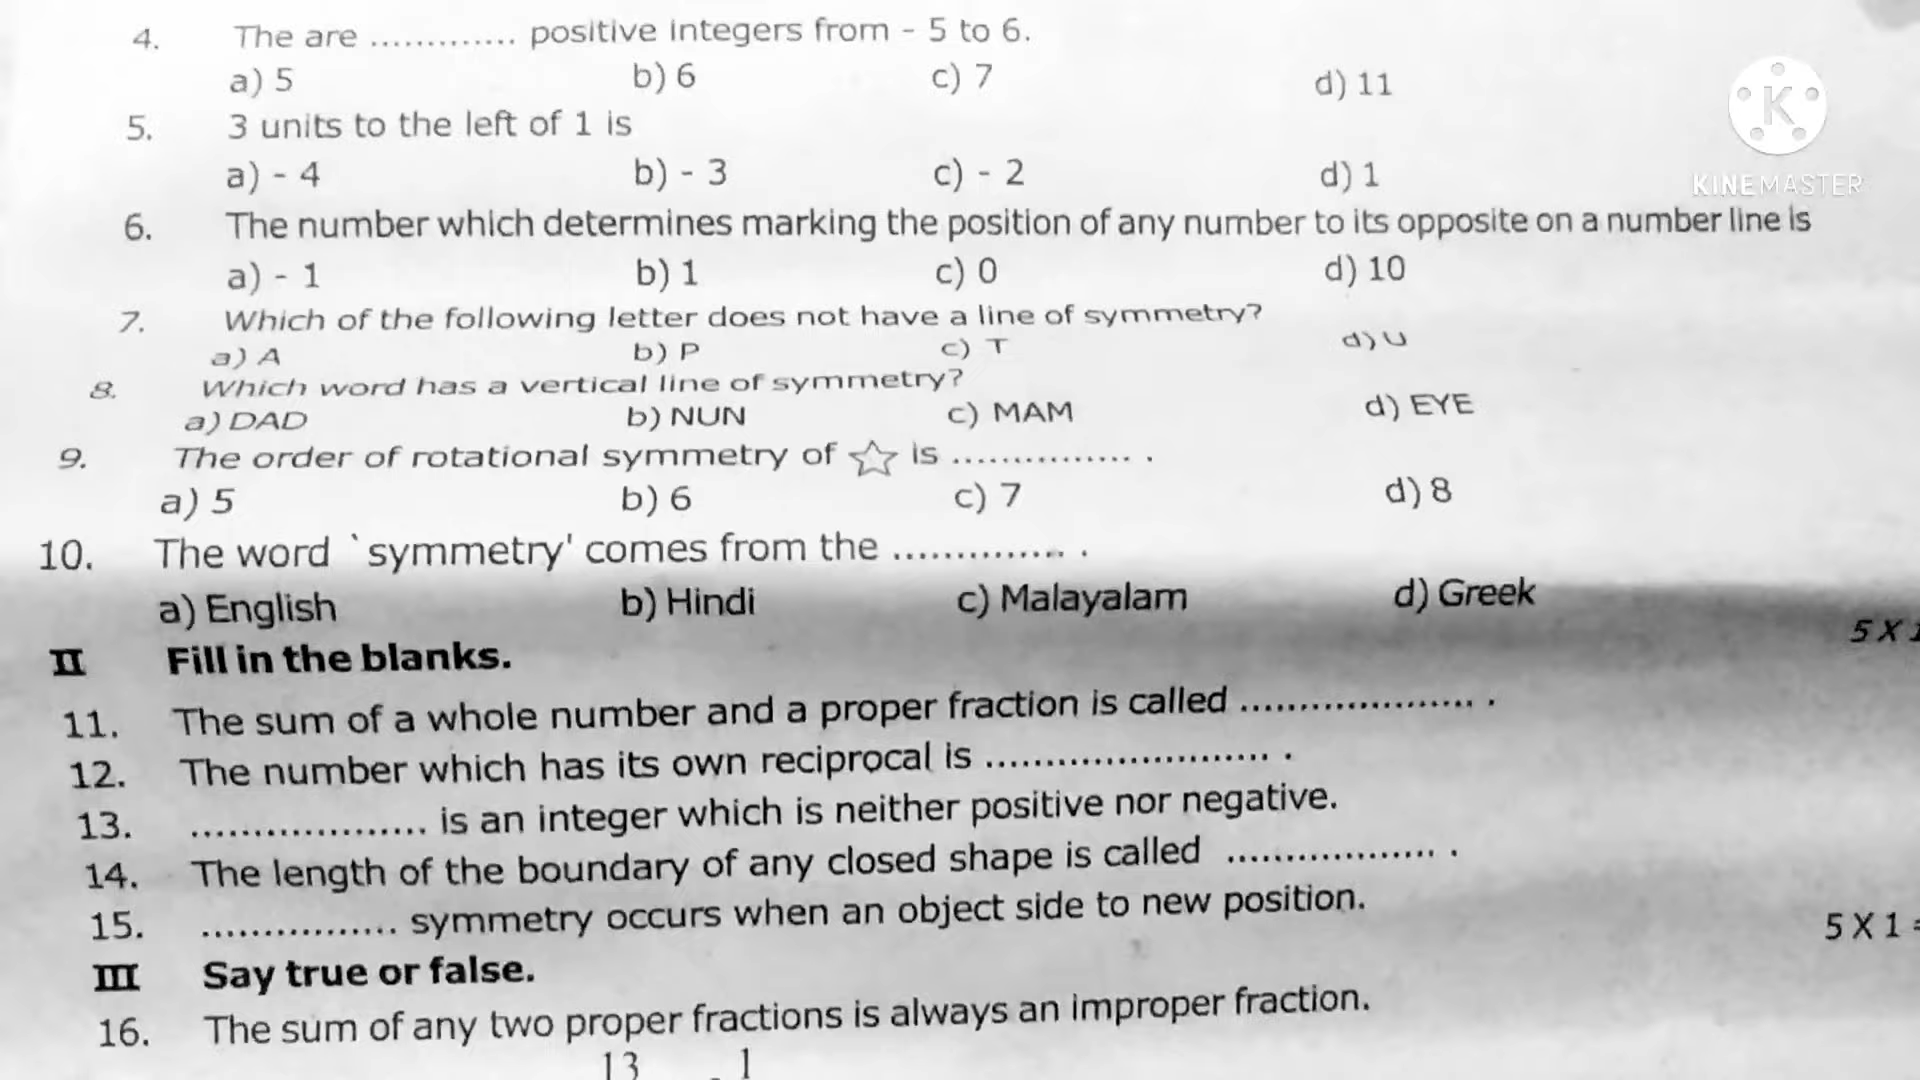 4. The are ............. positive integers from - 5 to 6.
a) 5 b) 6 c) 7 d) 11
5. 3 units to the left of 1 is
a) - 4 b) - 3 c) - 2 d) 1
KINEMASTER
6. The number which determines marking the position of any number to its opposite on a number line is
a) - 1 b) 1 c) 0 d) 10
7. Which of the following letter does not have a line of symmetry?
a) A b) P c) T d) U
8. Which word has a vertical line of symmetry?
a) DAD b) NUN c) MAM d) EYE
9. The order of rotational symmetry of ☆ is ............... .
a) 5 b) 6 c) 7 d) 8
10. The word `symmetry' comes from the .............. .
a) English b) Hindi c) Malayalam d) Greek
II Fill in the blanks. 5 X
11. The sum of a whole number and a proper fraction is called .................... .
12. The number which has its own reciprocal is ........................ .
13. .................... is an integer which is neither positive nor negative.
14. The length of the boundary of any closed shape is called .................. .
15. ................ symmetry occurs when an object side to new position.
III Say true or false. 5 X 1 =
16. The sum of any two proper fractions is always an improper fraction.
13 1